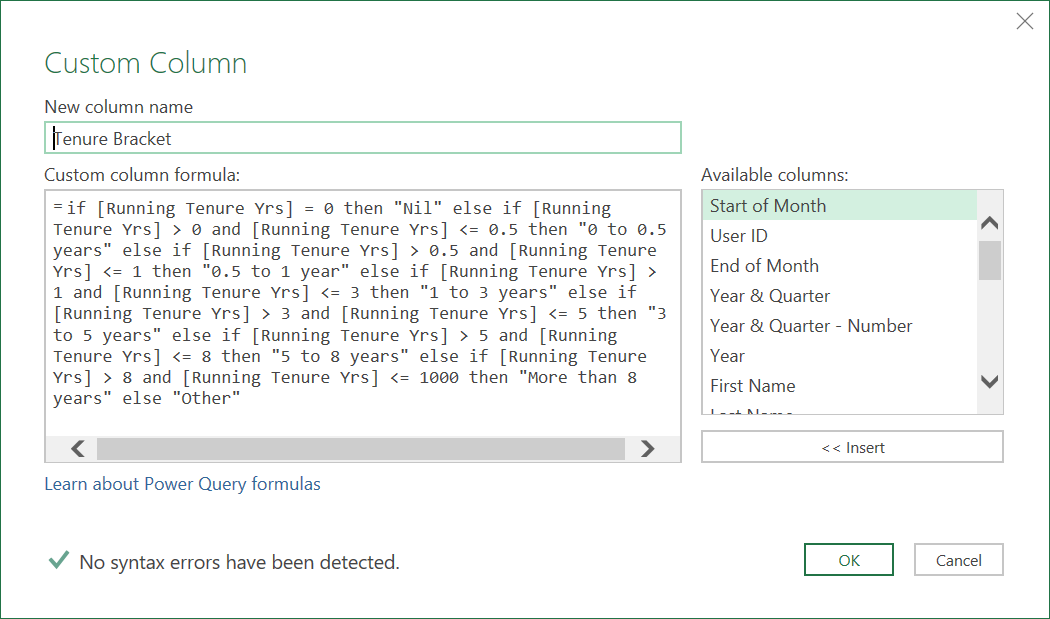 Custom Column
New column name
Tenure Bracket
Custom column formula:
=if [Running Tenure Yrs] = 0 then "Nil" else if [Running
Tenure Yrs] > 0 and [Running Tenure Yrs] <= 0.5 then "0 to 0.5
years" else if [Running Tenure Yrs] > 0.5 and [Running Tenure
Yrs] <= 1 then "0.5 to 1 year" else if [Running Tenure Yrs] >
1 and [Running Tenure Yrs] <= 3 then "1 to 3 years" else if
[Running Tenure Yrs] > 3 and [Running Tenure Yrs] <= 5 then "3
to 5 years" else if [Running Tenure Yrs] > 5 and [Running
Tenure Yrs] <= 8 then "5 to 8 years" else if [Running Tenure
Yrs] > 8 and [Running Tenure Yrs] <= 1000 then "More than 8
years" else "Other"
Available columns:
Start of Month
User ID
End of Month
Year & Quarter
Year & Quarter - Number
Year
First Name
Last Name
<< Insert
Learn about Power Query formulas
No syntax errors have been detected.
OK
Cancel